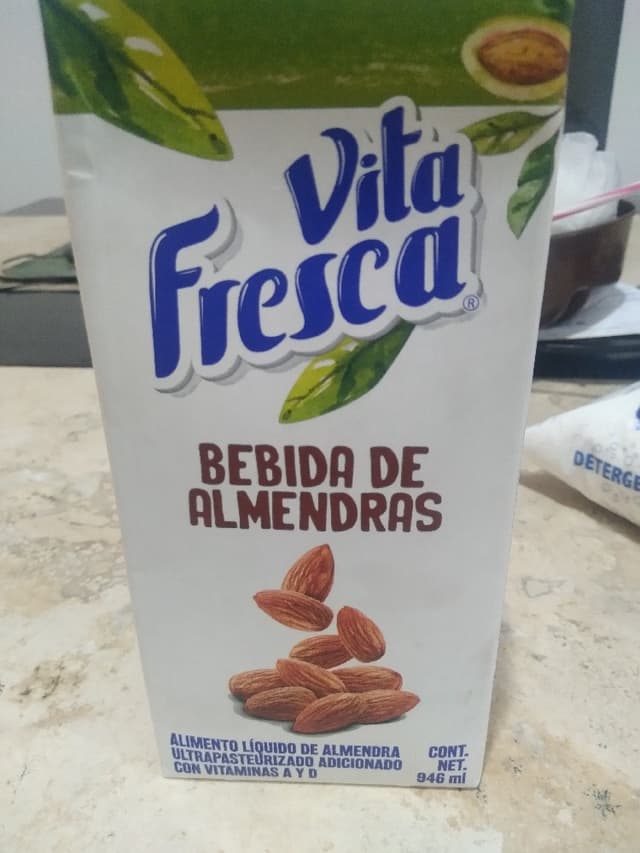 Vita
Fresca®
BEBIDA DE
ALMENDRAS
ALIMENTO LÍQUIDO DE ALMENDRA
ULTRAPASTEURIZADO ADICIONADO
CON VITAMINAS A Y D
CONT.
NET.
946 ml
DETERGE